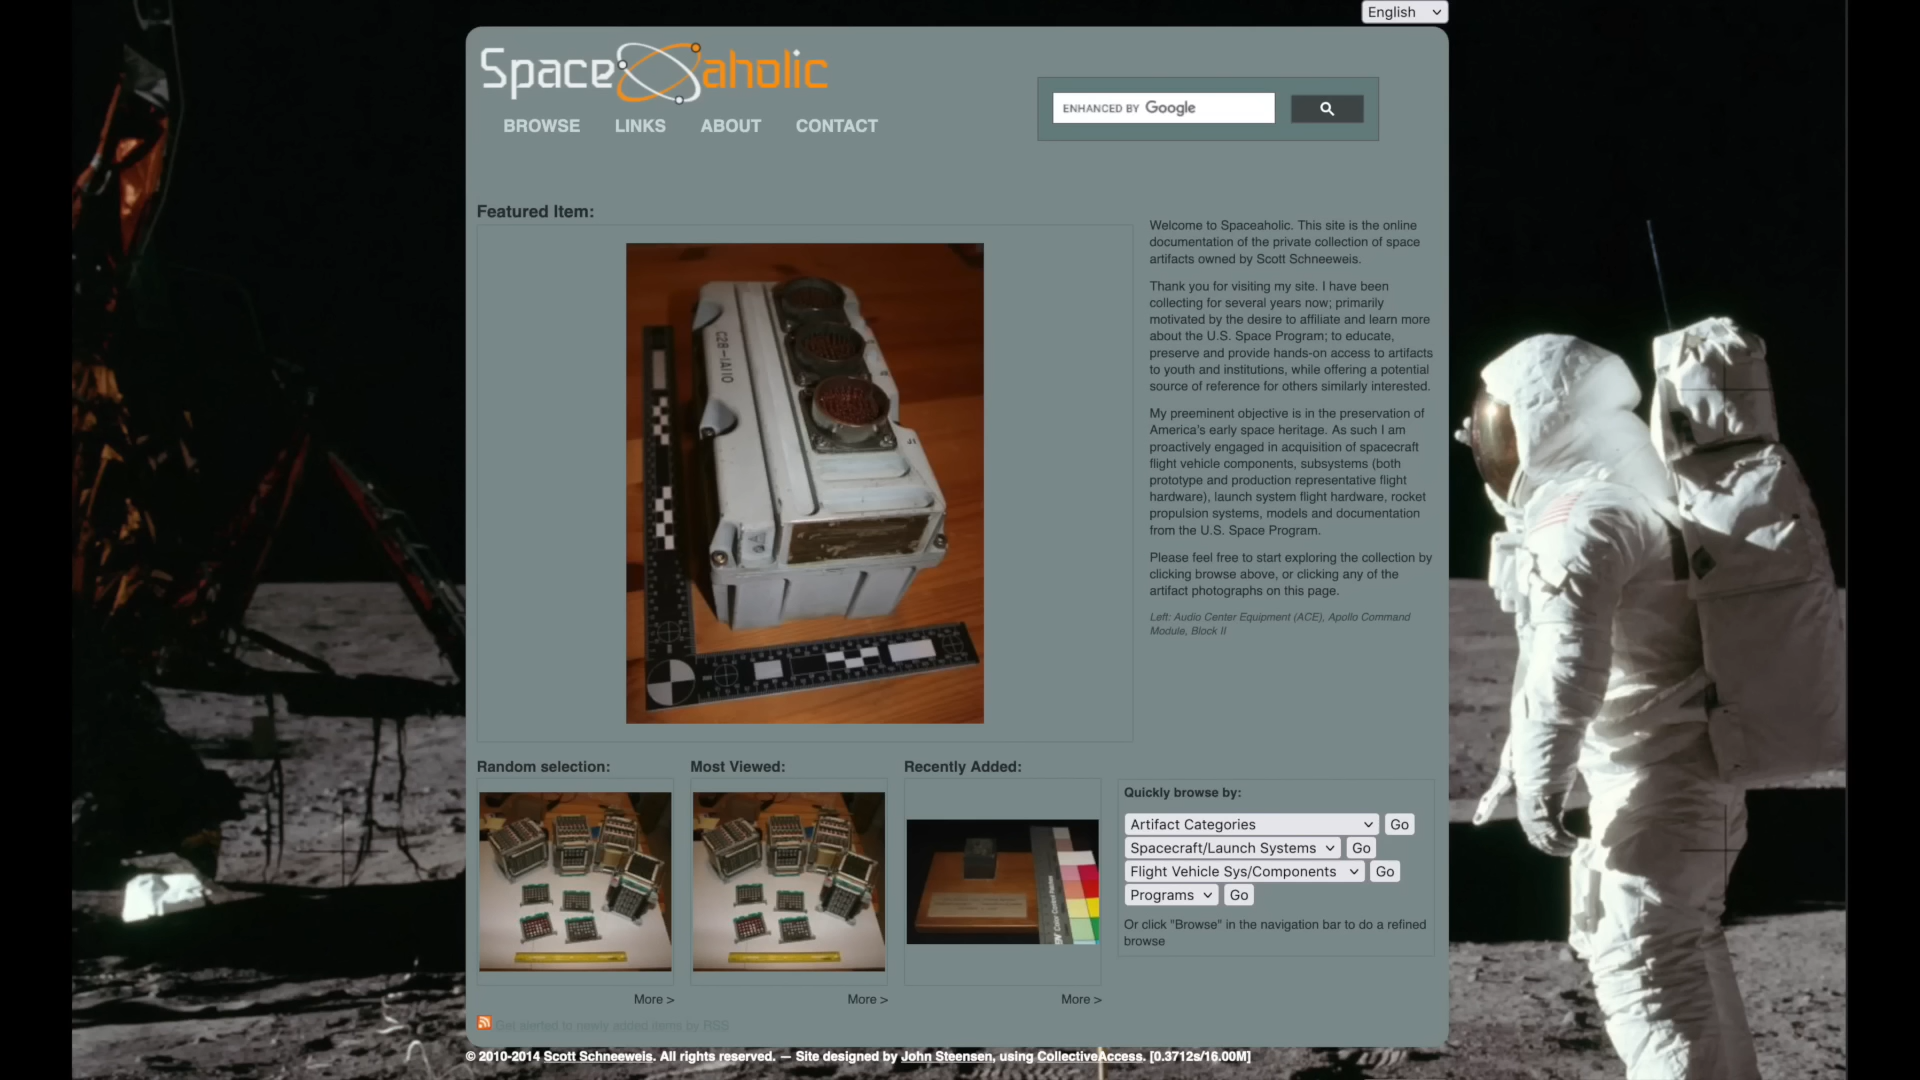 English
Space aholic
BROWSE LINKS ABOUT CONTACT
ENHANCED BY Google
Featured Item:
C28-1A110
J1
Welcome to Spaceaholic. This site is the online
documentation of the private collection of space
artifacts owned by Scott Schneeweis.
Thank you for visiting my site. I have been
collecting for several years now; primarily
motivated by the desire to affiliate and learn more
about the U.S. Space Program; to educate,
preserve and provide hands-on access to artifacts
to youth and institutions, while offering a potential
source of reference for others similarly interested.
My preeminent objective is in the preservation of
America's early space heritage. As such I am
proactively engaged in acquisition of spacecraft
flight vehicle components, subsystems (both
prototype and production representative flight
hardware), launch system flight hardware, rocket
propulsion systems, models and documentation
from the U.S. Space Program.
Please feel free to start exploring the collection by
clicking browse above, or clicking any of the
artifact photographs on this page.
Left: Audio Center Equipment (ACE), Apollo Command
Module, Block II
Random selection:
More >
Most Viewed:
More >
Recently Added:
More >
Quickly browse by:
Artifact Categories Go
Spacecraft/Launch Systems Go
Flight Vehicle Sys/Components Go
Programs Go
Or click "Browse" in the navigation bar to do a refined
browse
Get alerted to newly added items by RSS
© 2010-2014 Scott Schneeweis. All rights reserved. — Site designed by John Steensen, using CollectiveAccess. [0.3712s/16.00M]